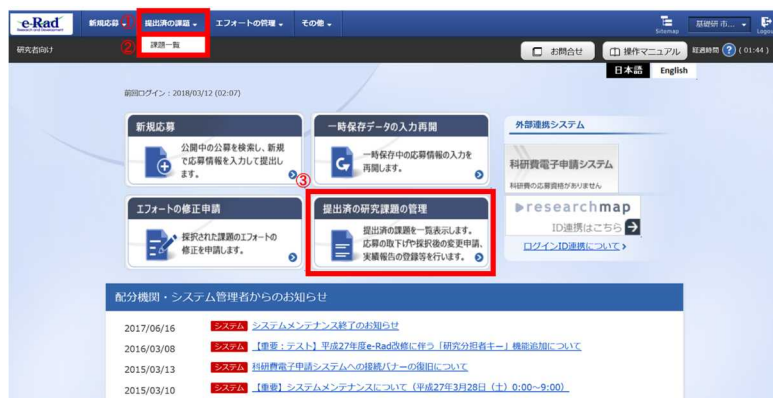 e-Rad
Research and Development
新規応募
①
提出済の課題
エフォートの管理
その他
Sitemap
基礎研 市...
Logou
研究者向け
②
課題一覧
お問合せ
操作マニュアル
経過時間 ? ( 01:44 )
日本語 English
前回ログイン：2018/03/12 (02:07)
新規応募
公開中の公募を検索し、新規
で応募情報を入力して提出し
ます。
一時保存データの入力再開
一時保存中の応募情報の入力を
再開します。
③
エフォートの修正申請
採択された課題のエフォートの
修正を申請します。
提出済の研究課題の管理
提出済の課題を一覧表示します。
応募の取下げや採択後の変更申請、
実績報告の登録等を行います。
外部連携システム
科研費電子申請システム
科研費の応募資格がありません
researchmap
ID連携はこちら
ログインID連携について
配分機関・システム管理者からのお知らせ
2017/06/16 システム システムメンテナンス終了のお知らせ
2016/03/08 システム 【重要：テスト】平成27年度e-Rad改修に伴う「研究分担者キー」機能追加について
2015/03/13 システム 科研費電子申請システムへの接続バナーの復旧について
2015/03/10 システム 【重要】システムメンテナンスについて（平成27年3月28日（土）0:00～9:00）